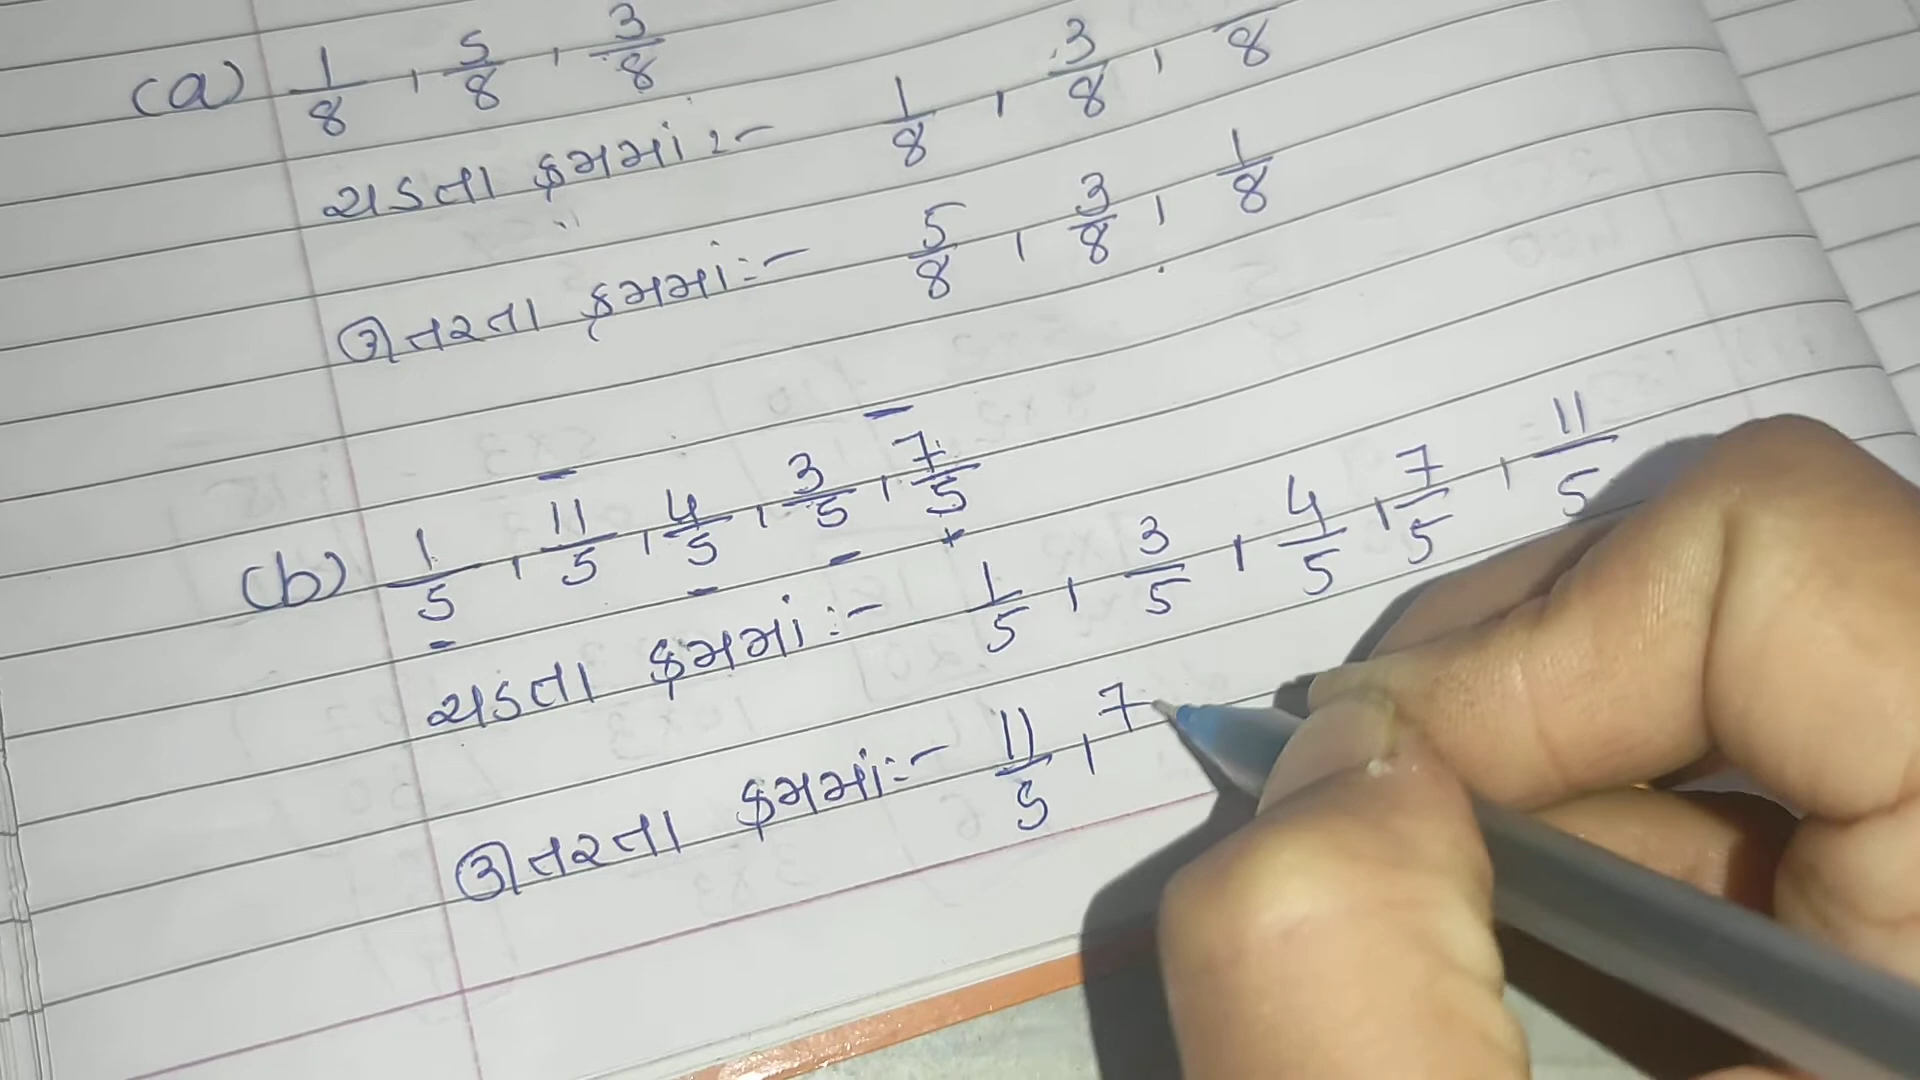 (a) 1/8 , 5/8 , 3/8
ચડતા ક્રમમાં :- 1/8 , 3/8 , /8
ઊતરતા ક્રમમાં :- 5/8 , 3/8 , 1/8
(b) 1/5 , 11/5 , 4/5 , 3/5 , 7/5
ચડતા ક્રમમાં :- 1/5 , 3/5 , 4/5 , 7/5 , 11/5
ઊતરતા ક્રમમાં :- 11/5 , 7